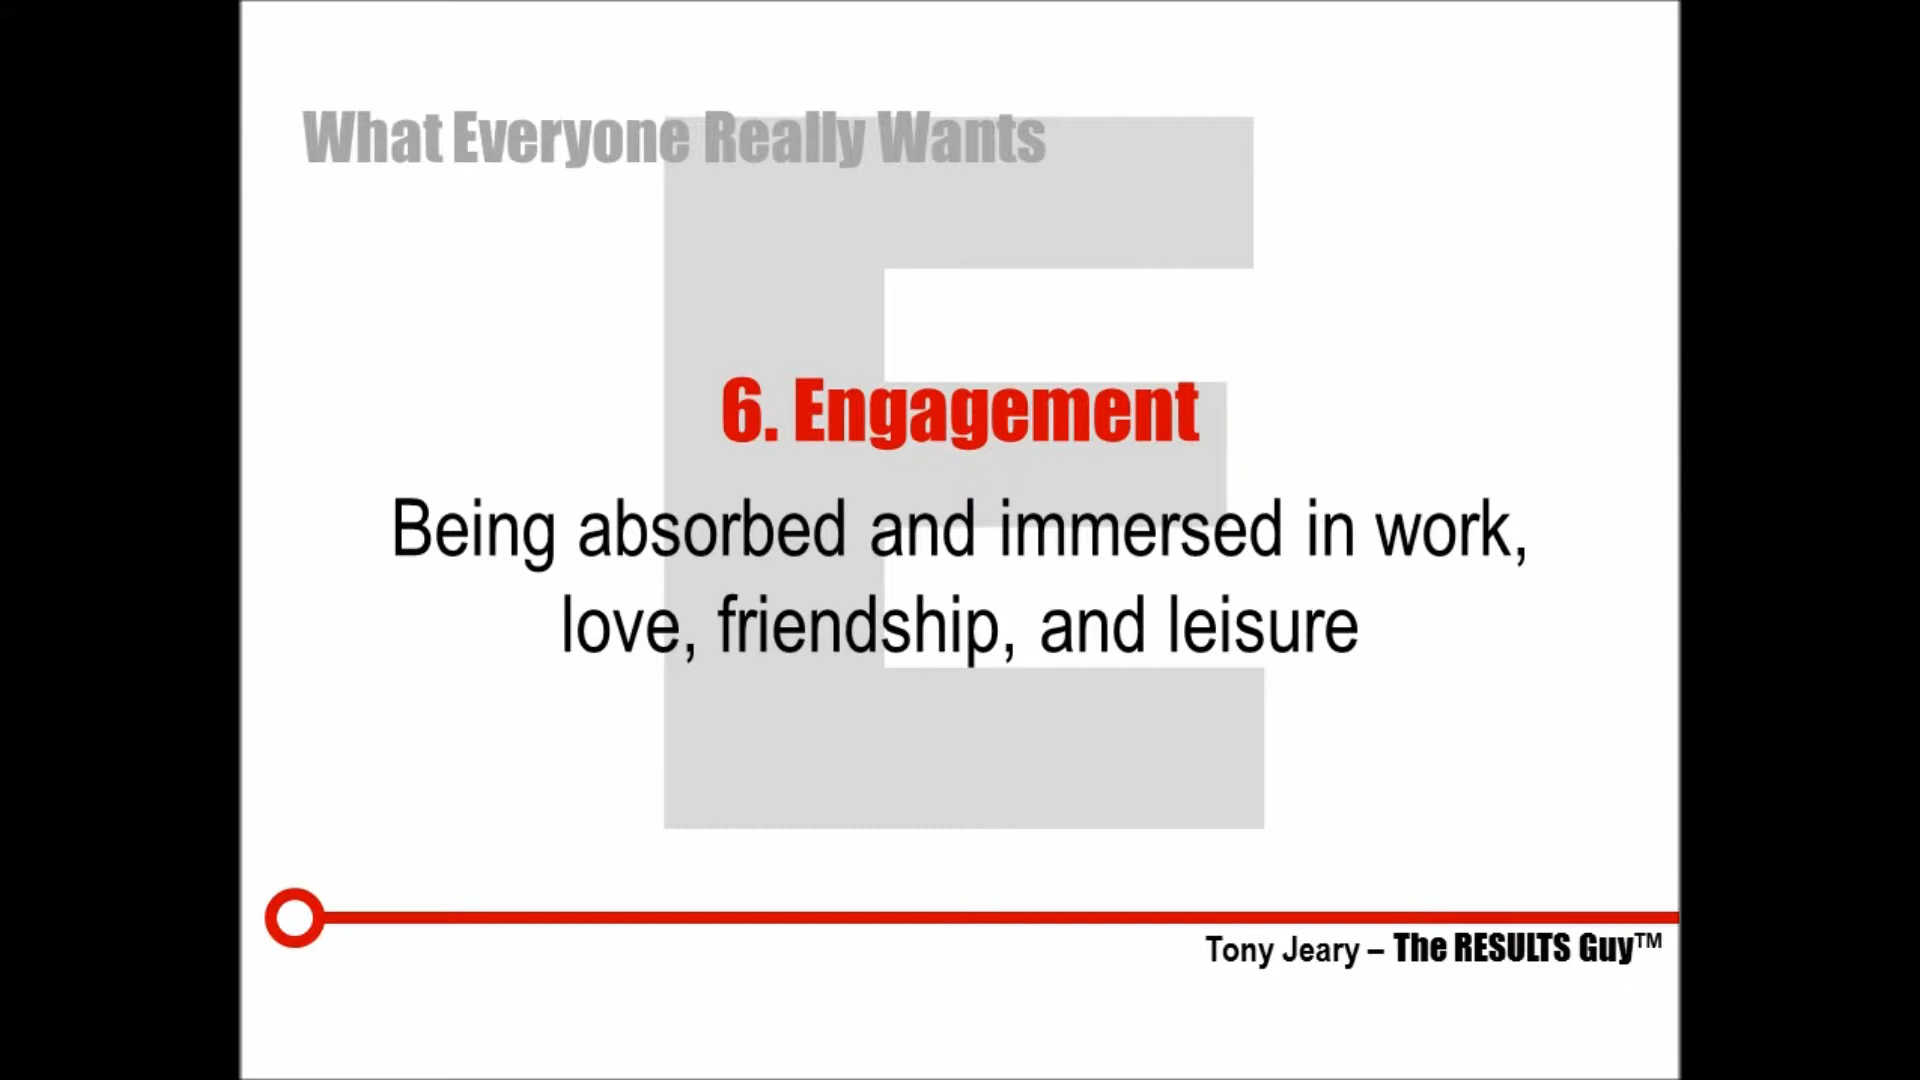 What Everyone Really Wants
E
6. Engagement
Being absorbed and immersed in work,
love, friendship, and leisure
Tony Jeary – The RESULTS Guy™